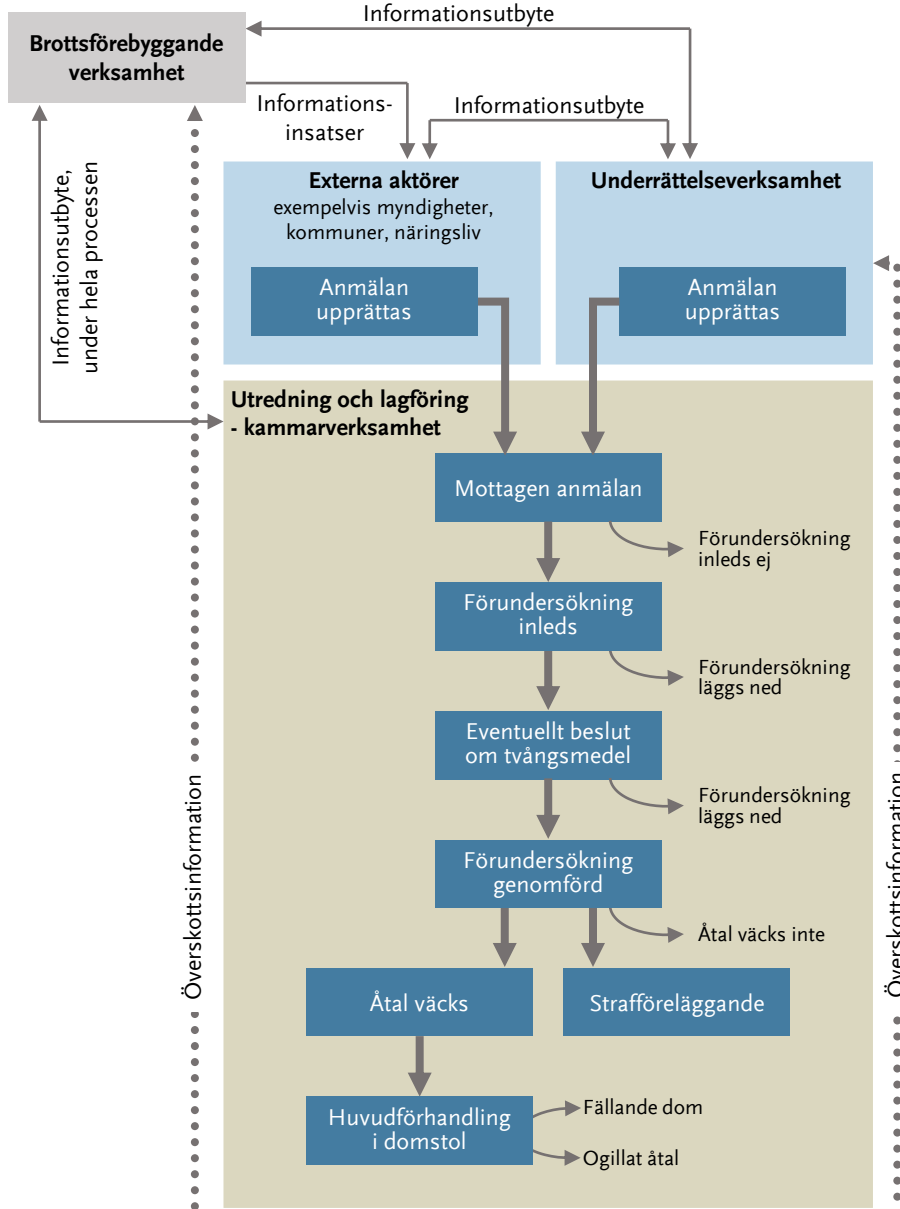 Informationsutbyte
Brottsförebyggande
verksamhet
Informations-
insatser
Informationsutbyte
Informationsutbyte,
under hela processen
Externa aktörer
exempelvis myndigheter,
kommuner, näringsliv
Anmälan
upprättas
Underrättelseverksamhet
Anmälan
upprättas
Utredning och lagföring
- kammarverksamhet
Mottagen anmälan
Förundersökning
inleds ej
Förundersökning
inleds
Förundersökning
läggs ned
Eventuellt beslut
om tvångsmedel
Förundersökning
läggs ned
Förundersökning
genomförd
Åtal väcks inte
Åtal väcks
Strafföreläggande
Huvudförhandling
i domstol
Fällande dom
Ogillat åtal
Överskottsinformation
Överskottsinformation